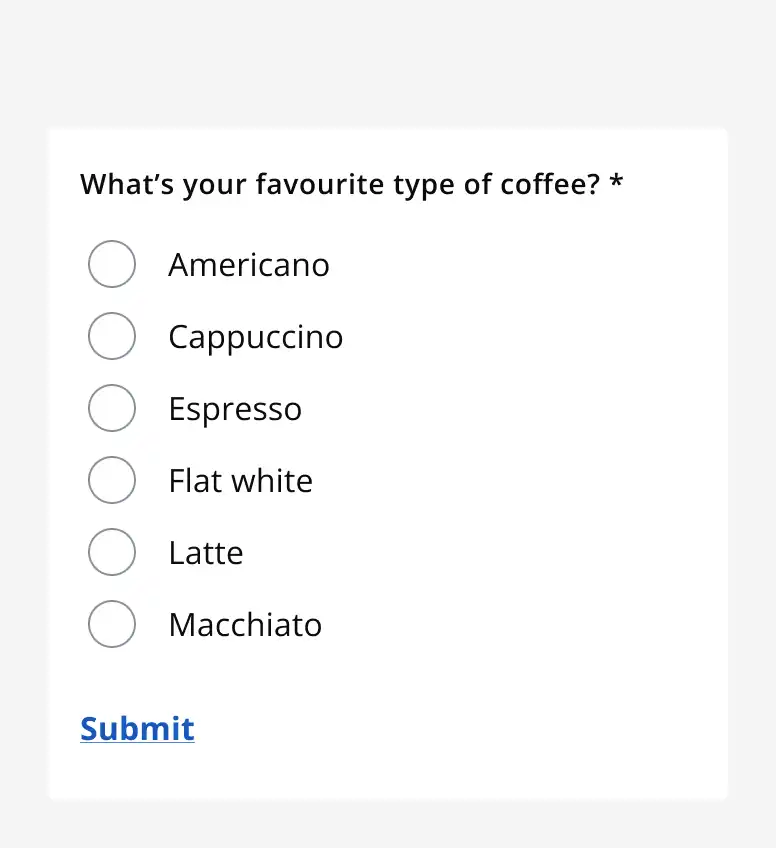 What’s your favourite type of coffee? *
Americano
Cappuccino
Espresso
Flat white
Latte
Macchiato
Submit